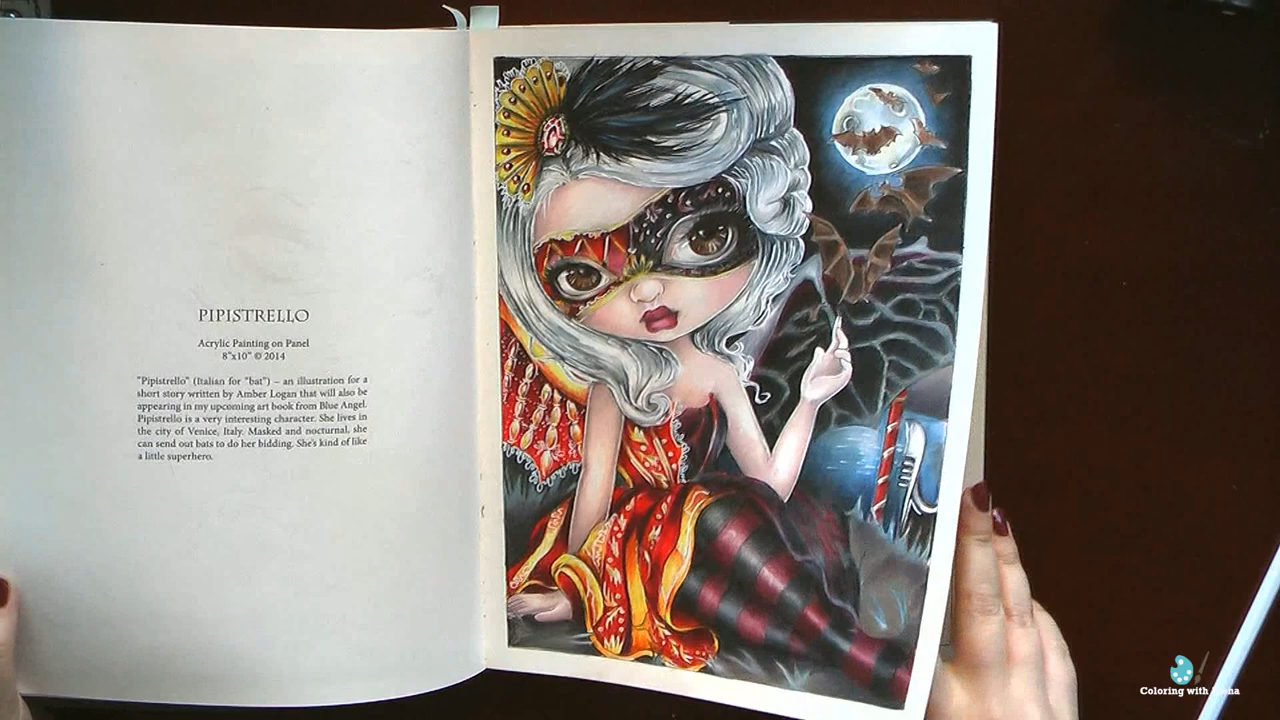 PIPISTRELLO
Acrylic Painting on Panel
8"x10" © 2014
"Pipistrello" (Italian for "bat") – an illustration for a
short story written by Amber Logan that will also be
appearing in my upcoming art book from Blue Angel.
Pipistrello is a very interesting character. She lives in
the city of Venice, Italy. Masked and nocturnal, she
can send out bats to do her bidding. She's kind of like
a little superhero.
Coloring with